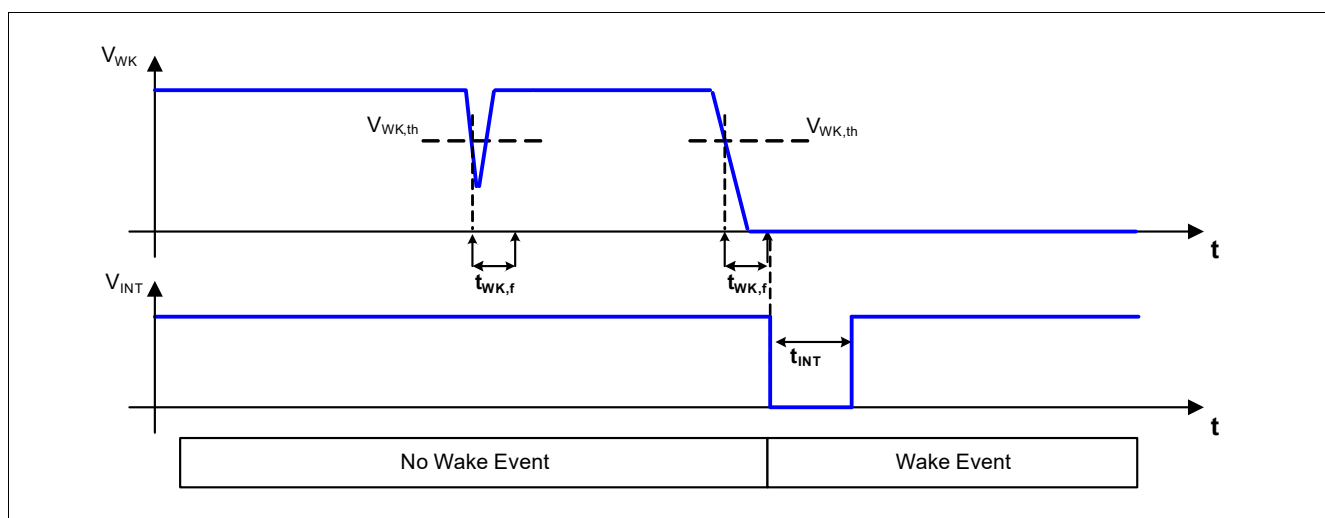 V_WK
V_WK,th V_WK,th
t
t_WK,f t_WK,f
V_INT
t_INT
t
No Wake Event Wake Event